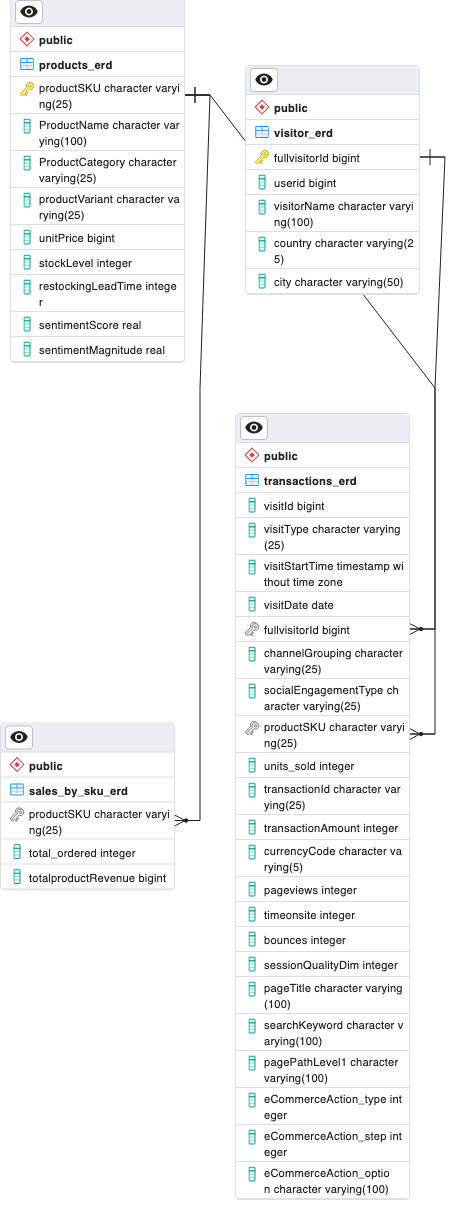 public
products_erd
productSKU character varyi
ng(25)
ProductName character var
ying(100)
ProductCategory character
varying(25)
productVariant character va
rying(25)
unitPrice bigint
stockLevel integer
restockingLeadTime intege
r
sentimentScore real
sentimentMagnitude real
public
visitor_erd
fullvisitorId bigint
userid bigint
visitorName character varyi
ng(100)
country character varying(2
5)
city character varying(50)
public
transactions_erd
visitId bigint
visitType character varying
(25)
visitStartTime timestamp wi
thout time zone
visitDate date
fullvisitorId bigint
channelGrouping character
varying(25)
socialEngagementType ch
aracter varying(25)
productSKU character varyi
ng(25)
units_sold integer
transactionId character var
ying(25)
transactionAmount integer
currencyCode character va
rying(5)
pageviews integer
timeonsite integer
bounces integer
sessionQualityDim integer
pageTitle character varying
(100)
searchKeyword character v
arying(100)
pagePathLevel1 character
varying(100)
eCommerceAction_type int
eger
eCommerceAction_step int
eger
eCommerceAction_optio
n character varying(100)
public
sales_by_sku_erd
productSKU character varyi
ng(25)
total_ordered integer
totalproductRevenue bigint